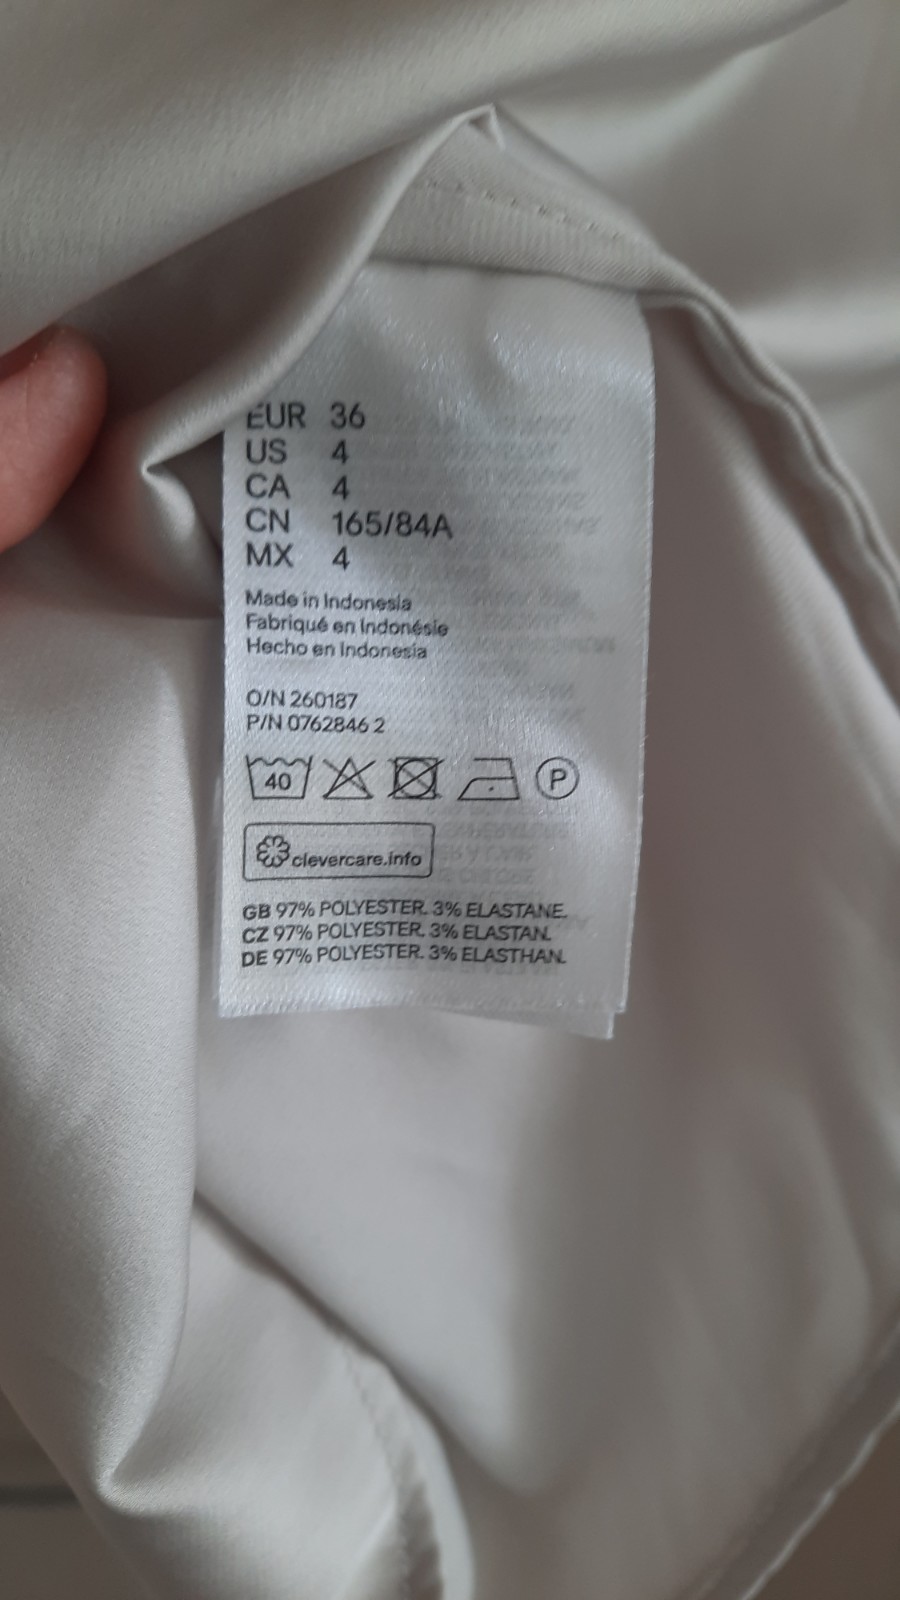 EUR 36
US 4
CA 4
CN 165/84A
MX 4
Made in Indonesia
Fabriqué en Indonésie
Hecho en Indonesia
O/N 260187
P/N 0762846 2
40 P
clevercare.info
GB 97% POLYESTER. 3% ELASTANE.
CZ 97% POLYESTER. 3% ELASTAN.
DE 97% POLYESTER. 3% ELASTHAN.